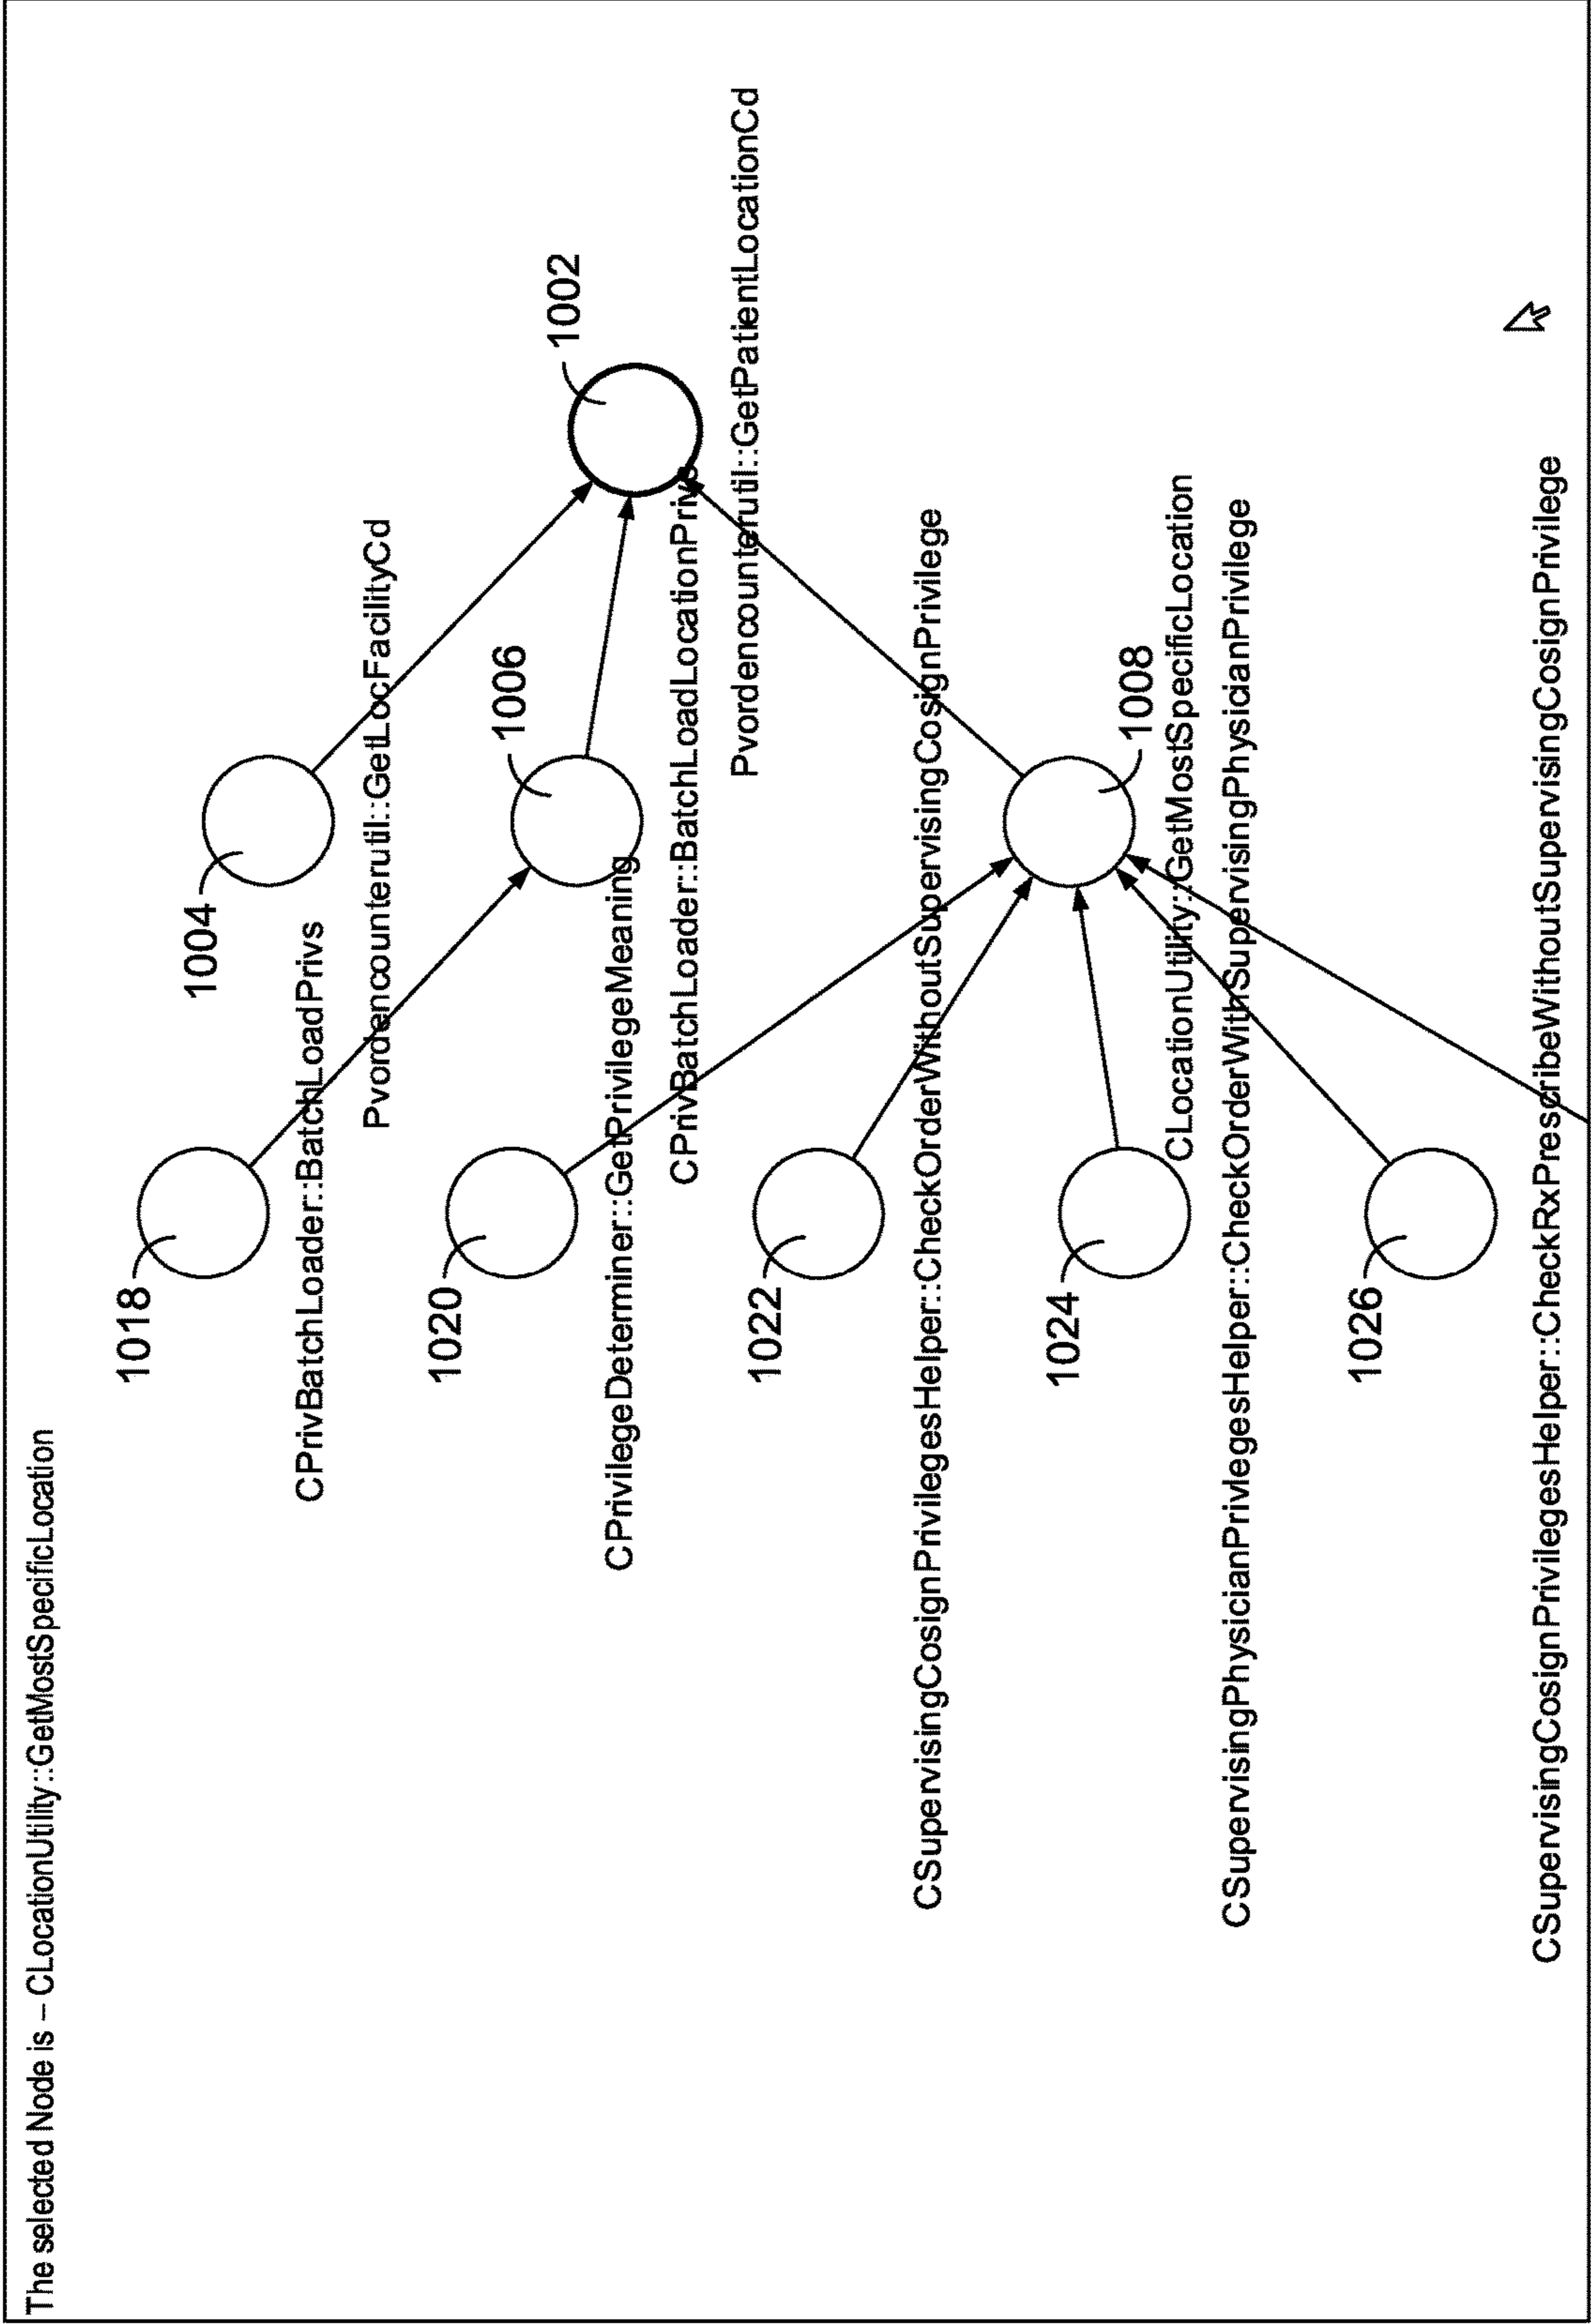 The selected Node is – CLocationUtility::GetMostSpecificLocation
1018
CPrivBatchLoader::BatchLoadPrivs
1004
Pvordencounterutil::GetLocFacilityCd
1020
CPrivilegeDeterminer::GetPrivilegeMeaning
1006
CPrivBatchLoader::BatchLoadLocationPrivs
1002
Pvordencounterutil::GetPatientLocationCd
1022
CSupervisingCosignPrivilegesHelper::CheckOrderWithoutSupervisingCosignPrivilege
1024
1008
CLocationUtility::GetMostSpecificLocation
CSupervisingPhysicianPrivlegesHelper::CheckOrderWithSupervisingPhysicianPrivilege
1026
CSupervisingCosignPrivilegesHelper::CheckRxPrescribeWithoutSupervisingCosignPrivilege